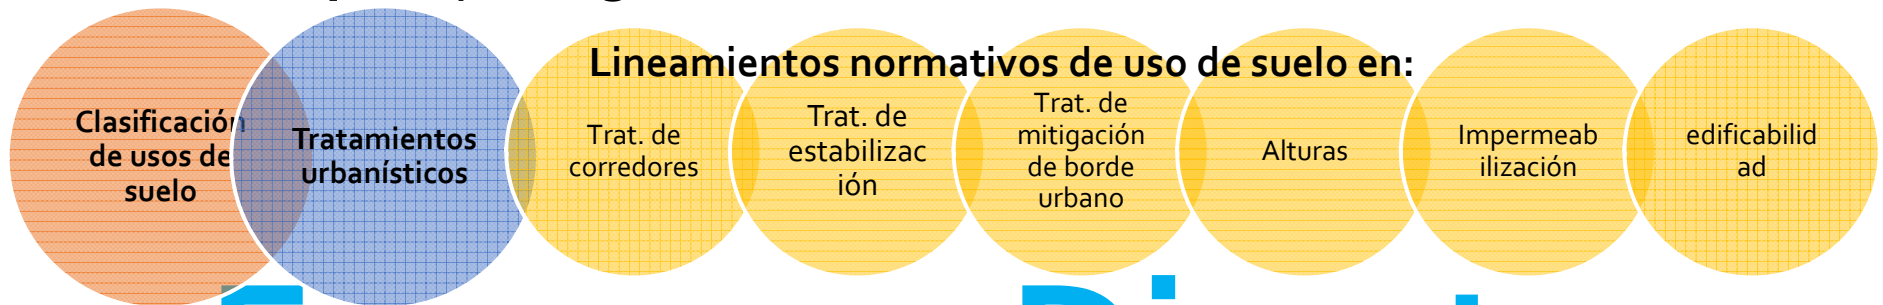 Lineamientos normativos de uso de suelo en:
Clasificación
de usos de
suelo
Tratamientos
urbanísticos
Trat. de
corredores
Trat. de
estabilizac
ión
Trat. de
mitigación
de borde
urbano
Alturas
Impermeab
ilización
edificabilid
ad